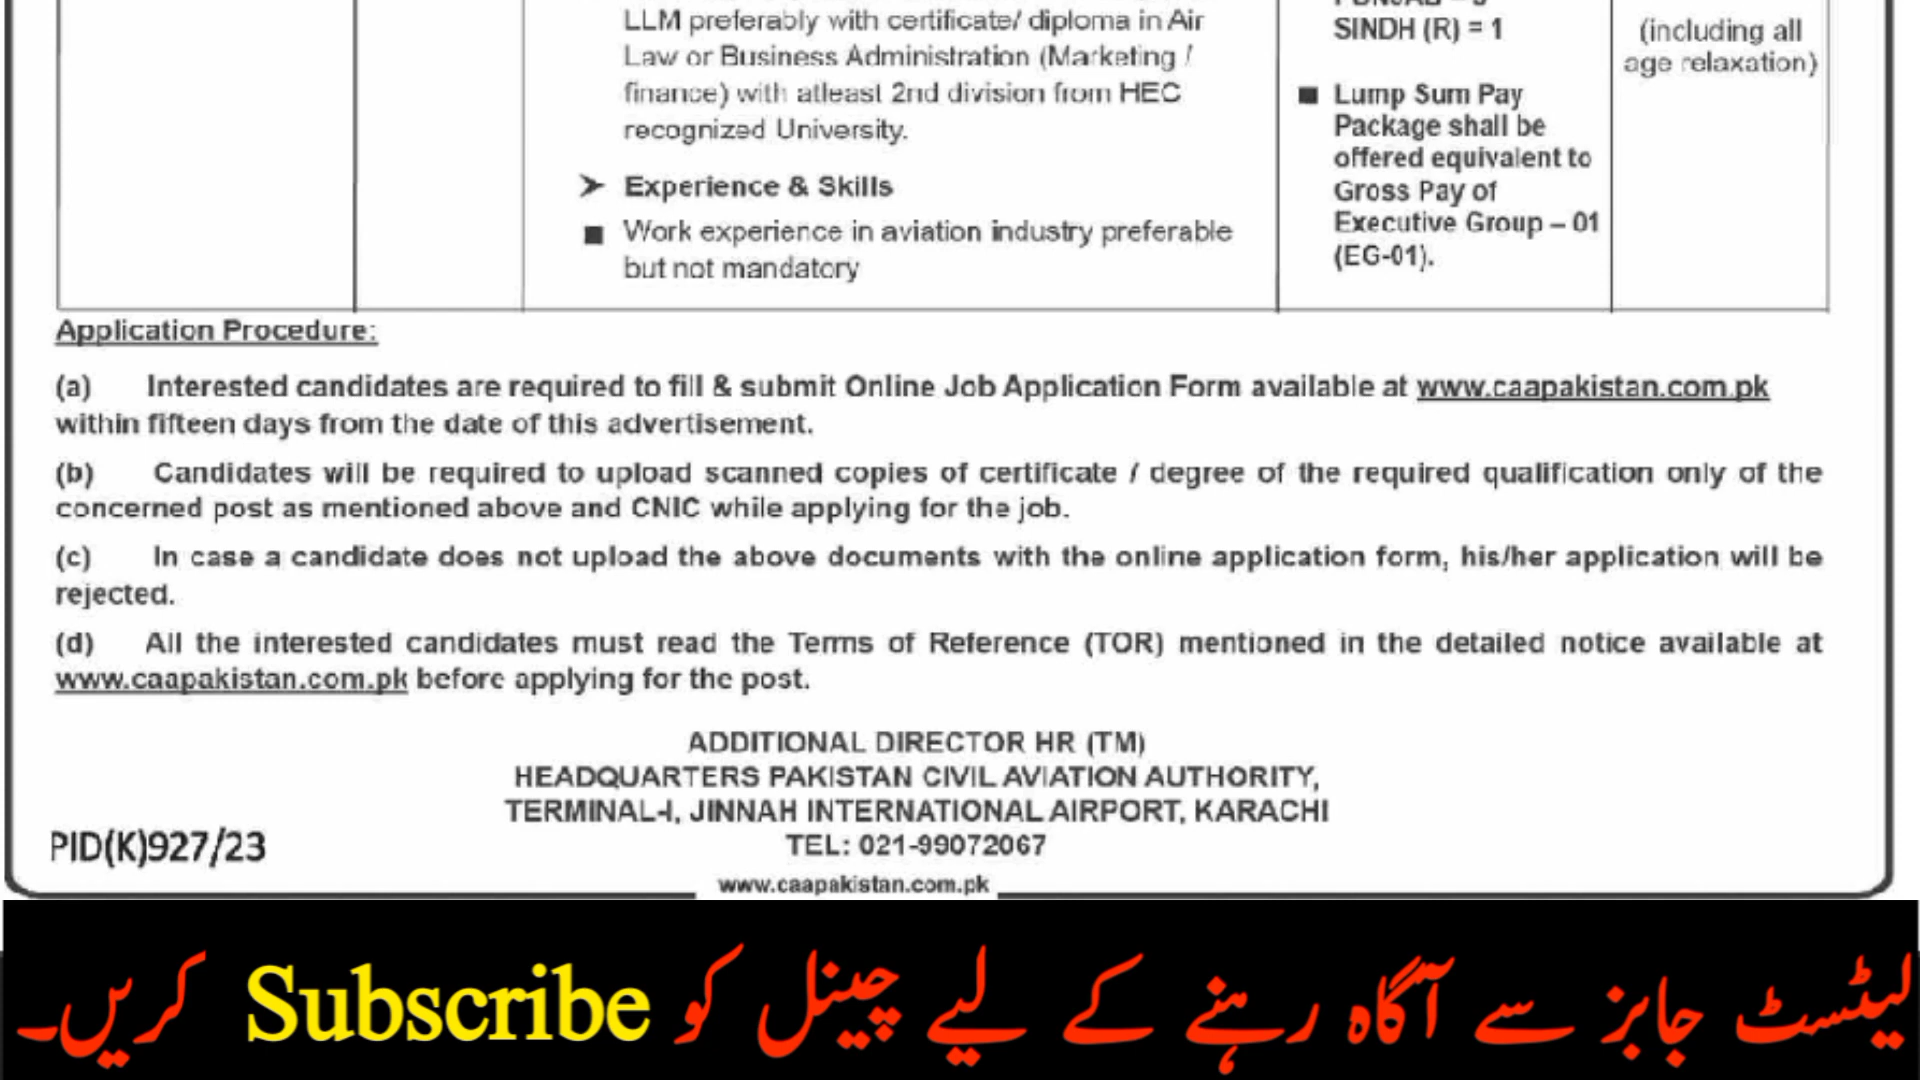 LLM preferably with certificate/ diploma in Air
Law or Business Administration (Marketing /
finance) with atleast 2nd division from HEC
recognized University.
➤ Experience & Skills
■ Work experience in aviation industry preferable
but not mandatory
SINDH (R) = 1
■ Lump Sum Pay
Package shall be
offered equivalent to
Gross Pay of
Executive Group – 01
(EG-01).
(including all
age relaxation)
Application Procedure:
(a) Interested candidates are required to fill & submit Online Job Application Form available at www.caapakistan.com.pk
within fifteen days from the date of this advertisement.
(b) Candidates will be required to upload scanned copies of certificate / degree of the required qualification only of the
concerned post as mentioned above and CNIC while applying for the job.
(c) In case a candidate does not upload the above documents with the online application form, his/her application will be
rejected.
(d) All the interested candidates must read the Terms of Reference (TOR) mentioned in the detailed notice available at
www.caapakistan.com.pk before applying for the post.
ADDITIONAL DIRECTOR HR (TM)
HEADQUARTERS PAKISTAN CIVIL AVIATION AUTHORITY,
TERMINAL-I, JINNAH INTERNATIONAL AIRPORT, KARACHI
TEL: 021-99072067
PID(K)927/23
www.caapakistan.com.pk
لیٹسٹ جابز سے آگاہ رہنے کے لیے چینل کو Subscribe کریں۔